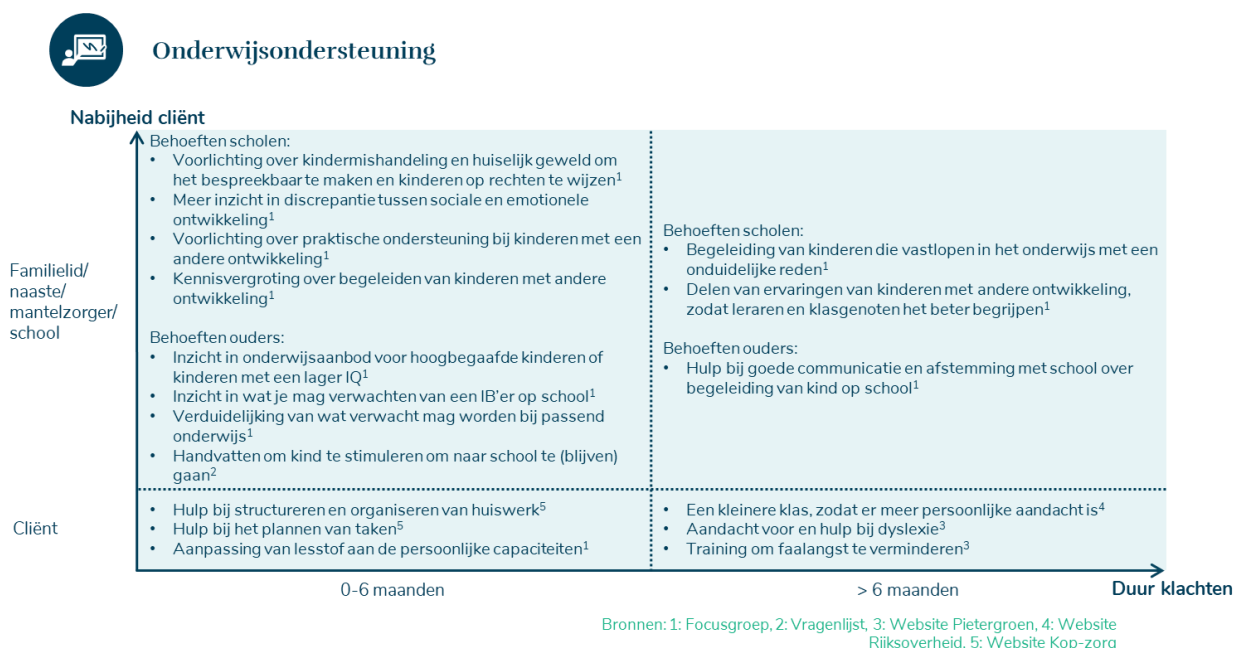 Onderwijsondersteuning
Nabijheid cliënt
Behoeften scholen:
• Voorlichting over kindermishandeling en huiselijk geweld om
het bespreekbaar te maken en kinderen op rechten te wijzen¹
• Meer inzicht in discrepantie tussen sociale en emotionele
ontwikkeling¹
• Voorlichting over praktische ondersteuning bij kinderen met een
andere ontwikkeling¹
• Kennisvergroting over begeleiden van kinderen met andere
ontwikkeling¹
Behoeften ouders:
• Inzicht in onderwijsaanbod voor hoogbegaafde kinderen of
kinderen met een lager IQ¹
• Inzicht in wat je mag verwachten van een IB'er op school¹
• Verduidelijking van wat verwacht mag worden bij passend
onderwijs¹
• Handvatten om kind te stimuleren om naar school te (blijven)
gaan²
Behoeften scholen:
• Begeleiding van kinderen die vastlopen in het onderwijs met een
onduidelijke reden¹
• Delen van ervaringen van kinderen met andere ontwikkeling,
zodat leraren en klasgenoten het beter begrijpen¹
Behoeften ouders:
• Hulp bij goede communicatie en afstemming met school over
begeleiding van kind op school¹
Familielid/
naaste/
mantelzorger/
school
Cliënt
• Hulp bij structureren en organiseren van huiswerk⁵
• Hulp bij het plannen van taken⁵
• Aanpassing van lesstof aan de persoonlijke capaciteiten¹
• Een kleinere klas, zodat er meer persoonlijke aandacht is⁴
• Aandacht voor en hulp bij dyslexie³
• Training om faalangst te verminderen³
0-6 maanden
> 6 maanden
Duur klachten
Bronnen: 1: Focusgroep, 2: Vragenlijst, 3: Website Pietergroen, 4: Website
Rijksoverheid, 5: Website Kop-zorg